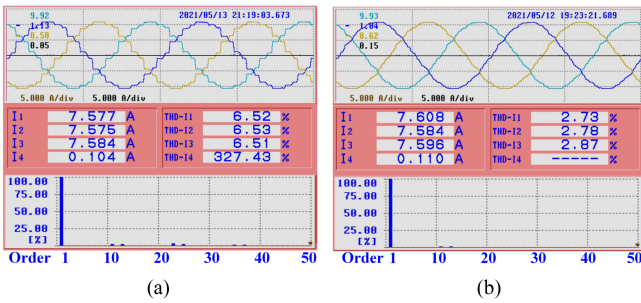 9.92
1.13
8.58
0.05
2021/05/13 21:19:03.673
5.000 A/div 5.000 A/div
I1 7.577 A THD-I1 6.52 %
I2 7.575 A THD-I2 6.53 %
I3 7.584 A THD-I3 6.51 %
I4 0.104 A THD-I4 327.43 %
100.00
75.00
50.00
25.00
[%]
Order 1 10 20 30 40 50
(a)
9.93
1.04
8.62
0.15
2021/05/12 19:23:21.689
5.000 A/div 5.000 A/div
I1 7.608 A THD-I1 2.73 %
I2 7.584 A THD-I2 2.78 %
I3 7.596 A THD-I3 2.87 %
I4 0.110 A THD-I4 ----- %
100.00
75.00
50.00
25.00
[%]
Order 1 10 20 30 40 50
(b)